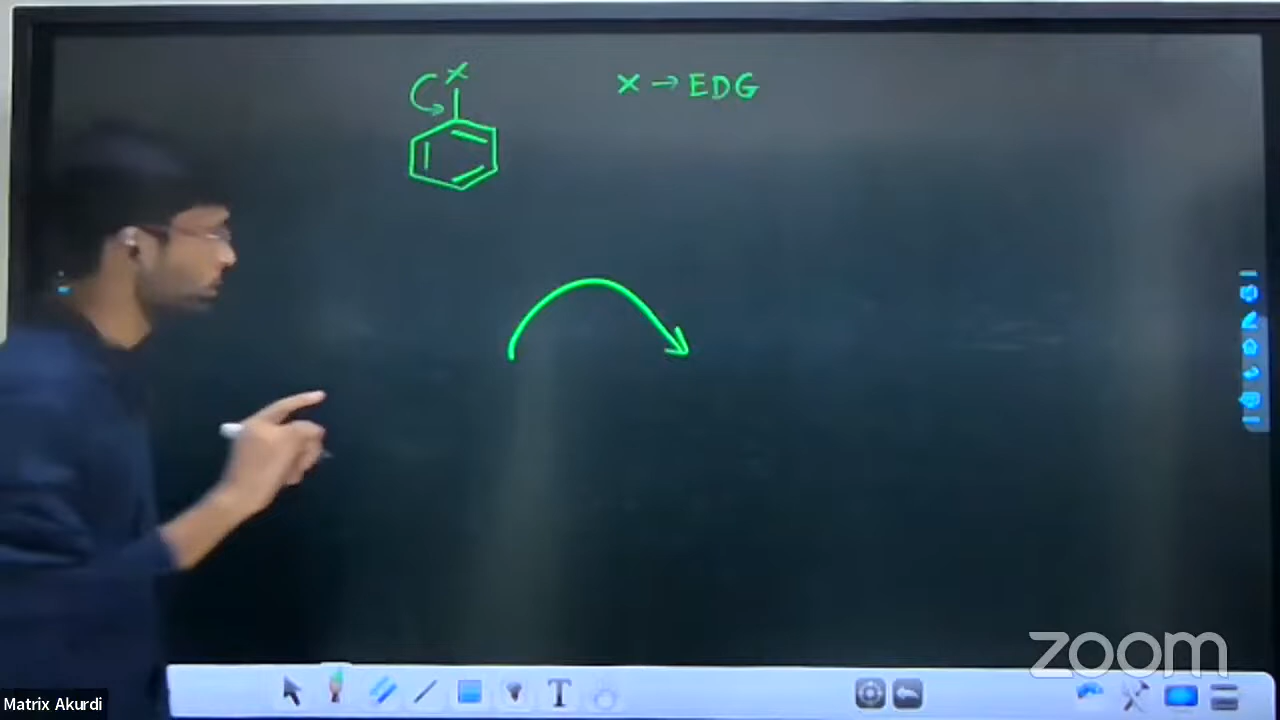 x
x → EDG
zoom
T
Matrix Akurdi